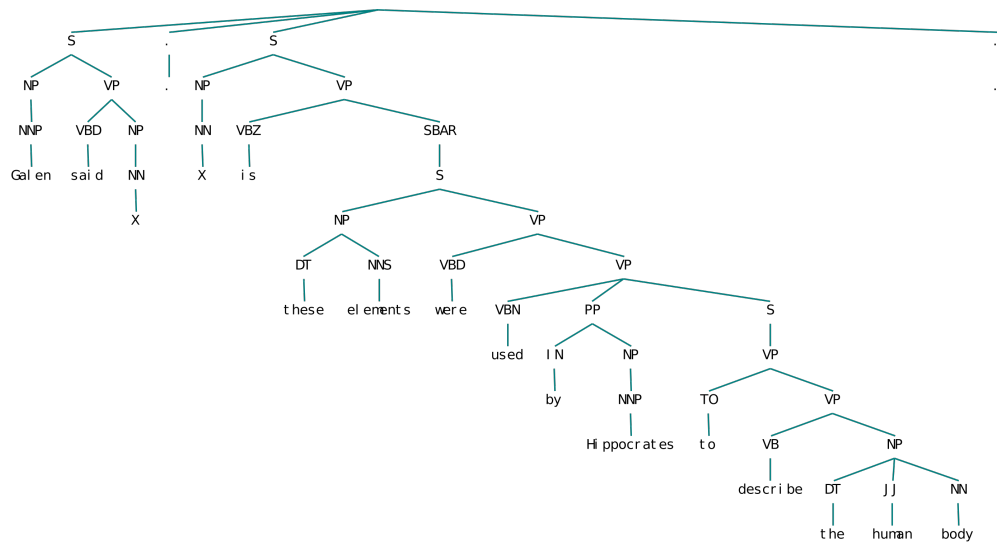 S . S .
NP VP . NP VP .
NNP VBD NP NN VBZ SBAR
Galen said NN X is S
X NP VP
DT NNS VBD VP
these elements were VBN PP S
used IN NP VP
by NNP TO VP
Hippocrates to VB NP
describe DT JJ NN
the human body